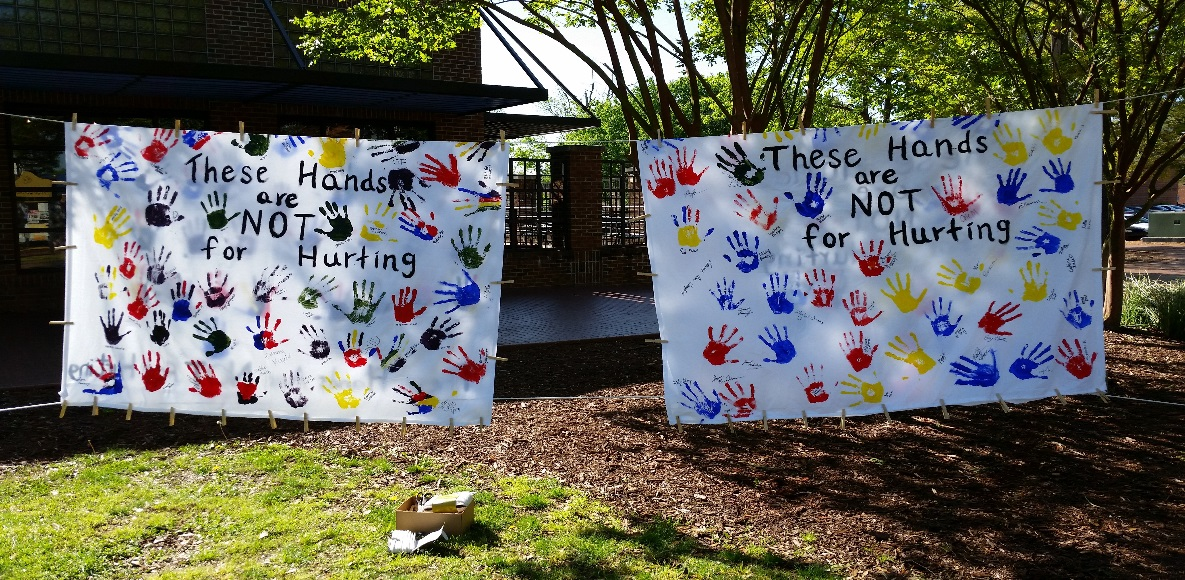 These Hands
are
NOT
for Hurting
These Hands
are
NOT
for Hurting